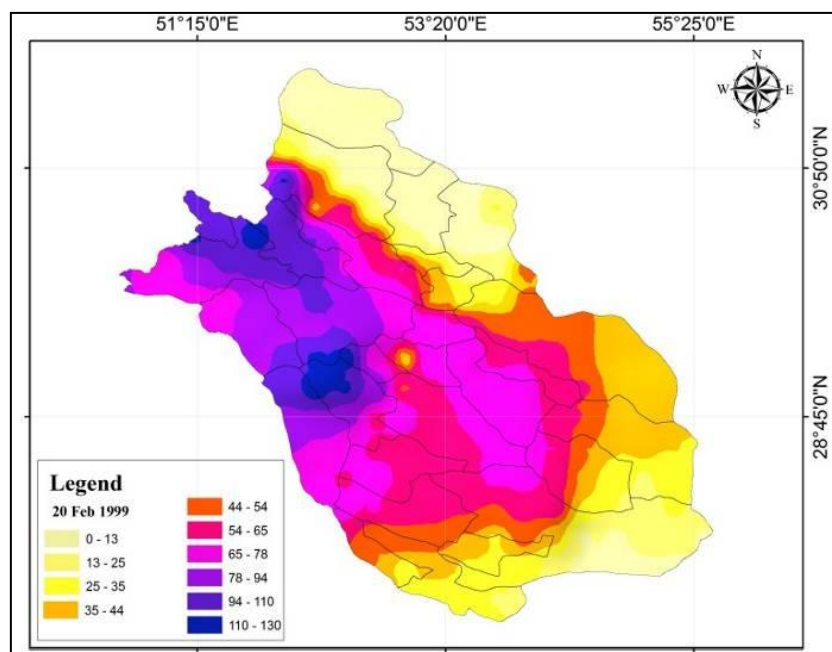 51°15'0"E 53°20'0"E 55°25'0"E
N
W E
S
30°50'0"N
28°45'0"N
Legend
20 Feb 1999
0 - 13
13 - 25
25 - 35
35 - 44
44 - 54
54 - 65
65 - 78
78 - 94
94 - 110
110 - 130